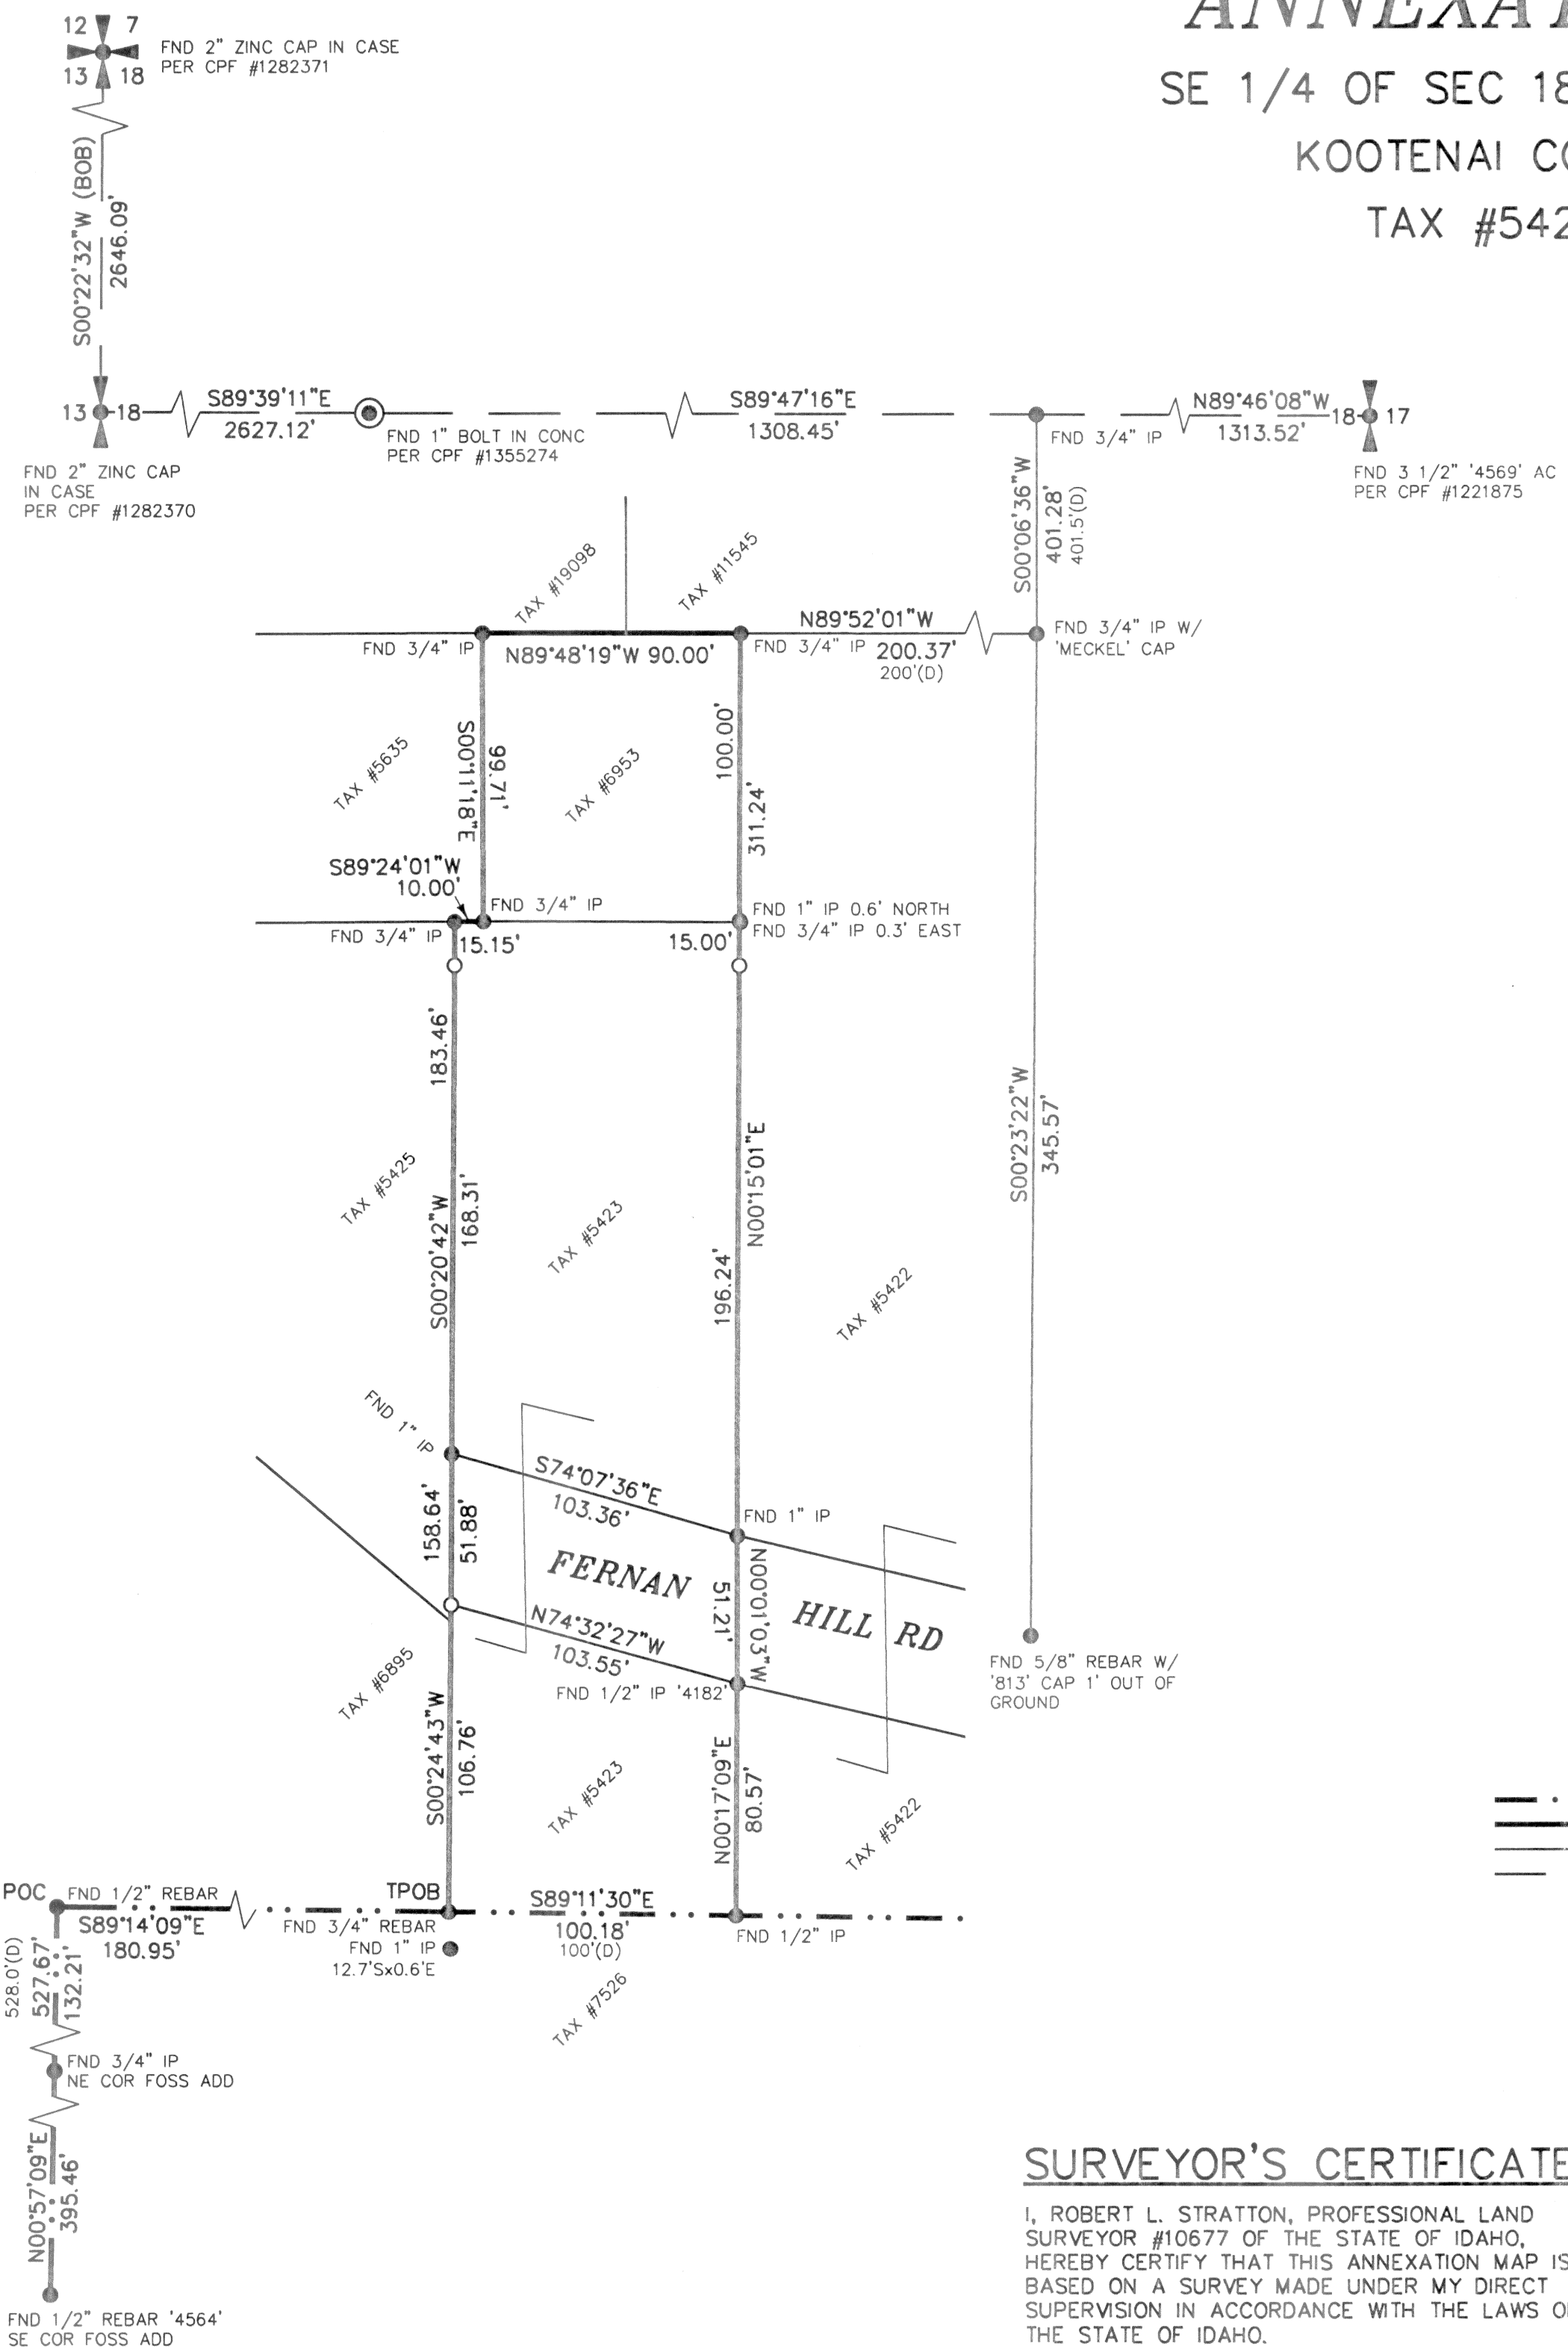 ANNEXAT
SE 1/4 OF SEC 18
KOOTENAI CO
TAX #542
12 7
13 18
FND 2" ZINC CAP IN CASE
PER CPF #1282371
S00°22'32"W (BOB)
2646.09'
13 18
FND 2" ZINC CAP
IN CASE
PER CPF #1282370
S89°39'11"E
2627.12'
FND 1" BOLT IN CONC
PER CPF #1355274
S89°47'16"E
1308.45'
FND 3/4" IP
N89°46'08"W
1313.52'
18 17
FND 3 1/2" '4569' AC
PER CPF #1221875
S00°06'36"W
401.28'
401.5'(D)
TAX #19098
TAX #11545
N89°52'01"W
200.37'
200'(D)
FND 3/4" IP W/
'MECKEL' CAP
FND 3/4" IP
N89°48'19"W 90.00'
FND 3/4" IP
TAX #5635
S00°11'18"E
99.71'
TAX #6953
100.00'
311.24'
S89°24'01"W
10.00'
FND 3/4" IP
FND 3/4" IP
15.15'
15.00'
FND 1" IP 0.6' NORTH
FND 3/4" IP 0.3' EAST
183.46'
S00°20'42"W
168.31'
TAX #5425
TAX #5423
N00°15'01"E
196.24'
TAX #5422
S00°23'22"W
345.57'
FND 1" IP
S74°07'36"E
103.36'
FND 1" IP
158.64'
51.88'
FERNAN HILL RD
N00°01'03"W
51.21'
N74°32'27"W
103.55'
FND 1/2" IP '4182'
FND 5/8" REBAR W/
'813' CAP 1' OUT OF
GROUND
TAX #6895
S00°24'43"W
106.76'
TAX #5423
N00°17'09"E
80.57'
TAX #5422
POC
FND 1/2" REBAR
S89°14'09"E
180.95'
TPOB
FND 3/4" REBAR
FND 1" IP
12.7'Sx0.6'E
S89°11'30"E
100.18'
100'(D)
FND 1/2" IP
TAX #7526
528.0'(D)
527.67'
132.21'
FND 3/4" IP
NE COR FOSS ADD
N00°57'09"E
395.46'
FND 1/2" REBAR '4564'
SE COR FOSS ADD
SURVEYOR'S CERTIFICATE
I, ROBERT L. STRATTON, PROFESSIONAL LAND
SURVEYOR #10677 OF THE STATE OF IDAHO,
HEREBY CERTIFY THAT THIS ANNEXATION MAP IS
BASED ON A SURVEY MADE UNDER MY DIRECT
SUPERVISION IN ACCORDANCE WITH THE LAWS O
THE STATE OF IDAHO.